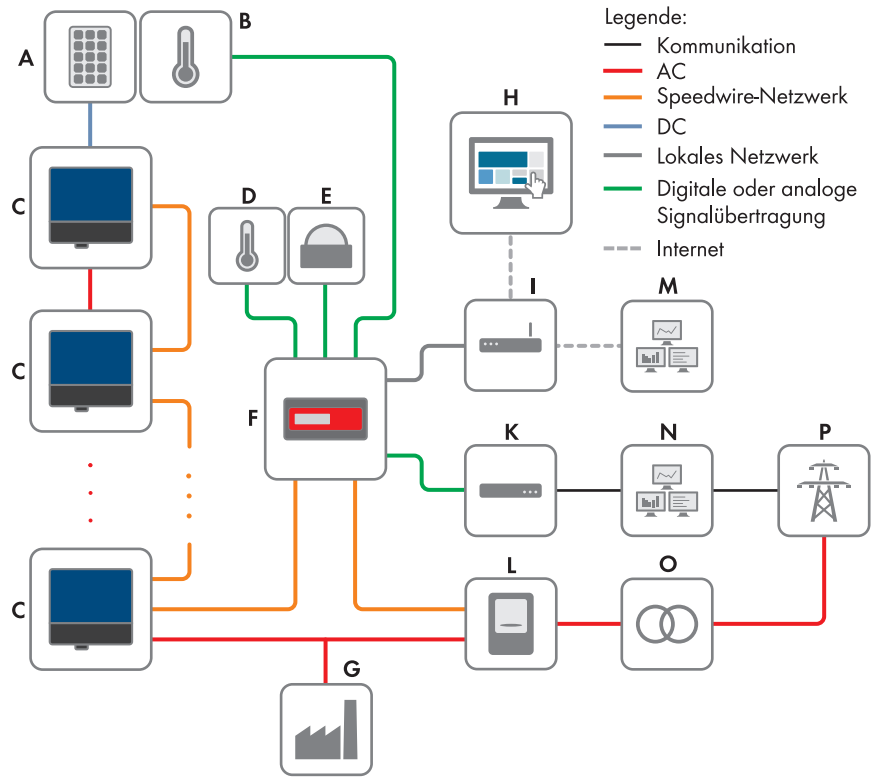 Legende:
Kommunikation
AC
Speedwire-Netzwerk
DC
Lokales Netzwerk
Digitale oder analoge
Signalübertragung
Internet
A
B
C
D
E
H
I
M
C
F
K
N
P
C
L
O
G